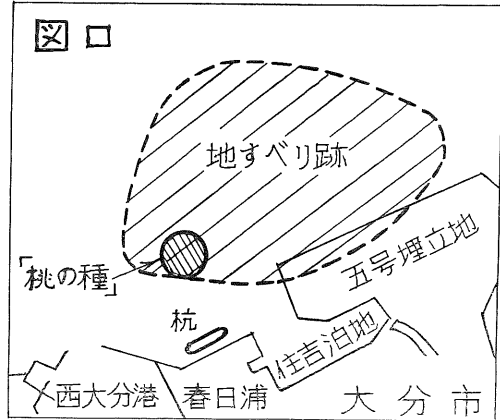 図 ロ
地すべり跡
五号埋立地
「桃の種」
杭
住吉泊地
西大分港
春日浦
大分市